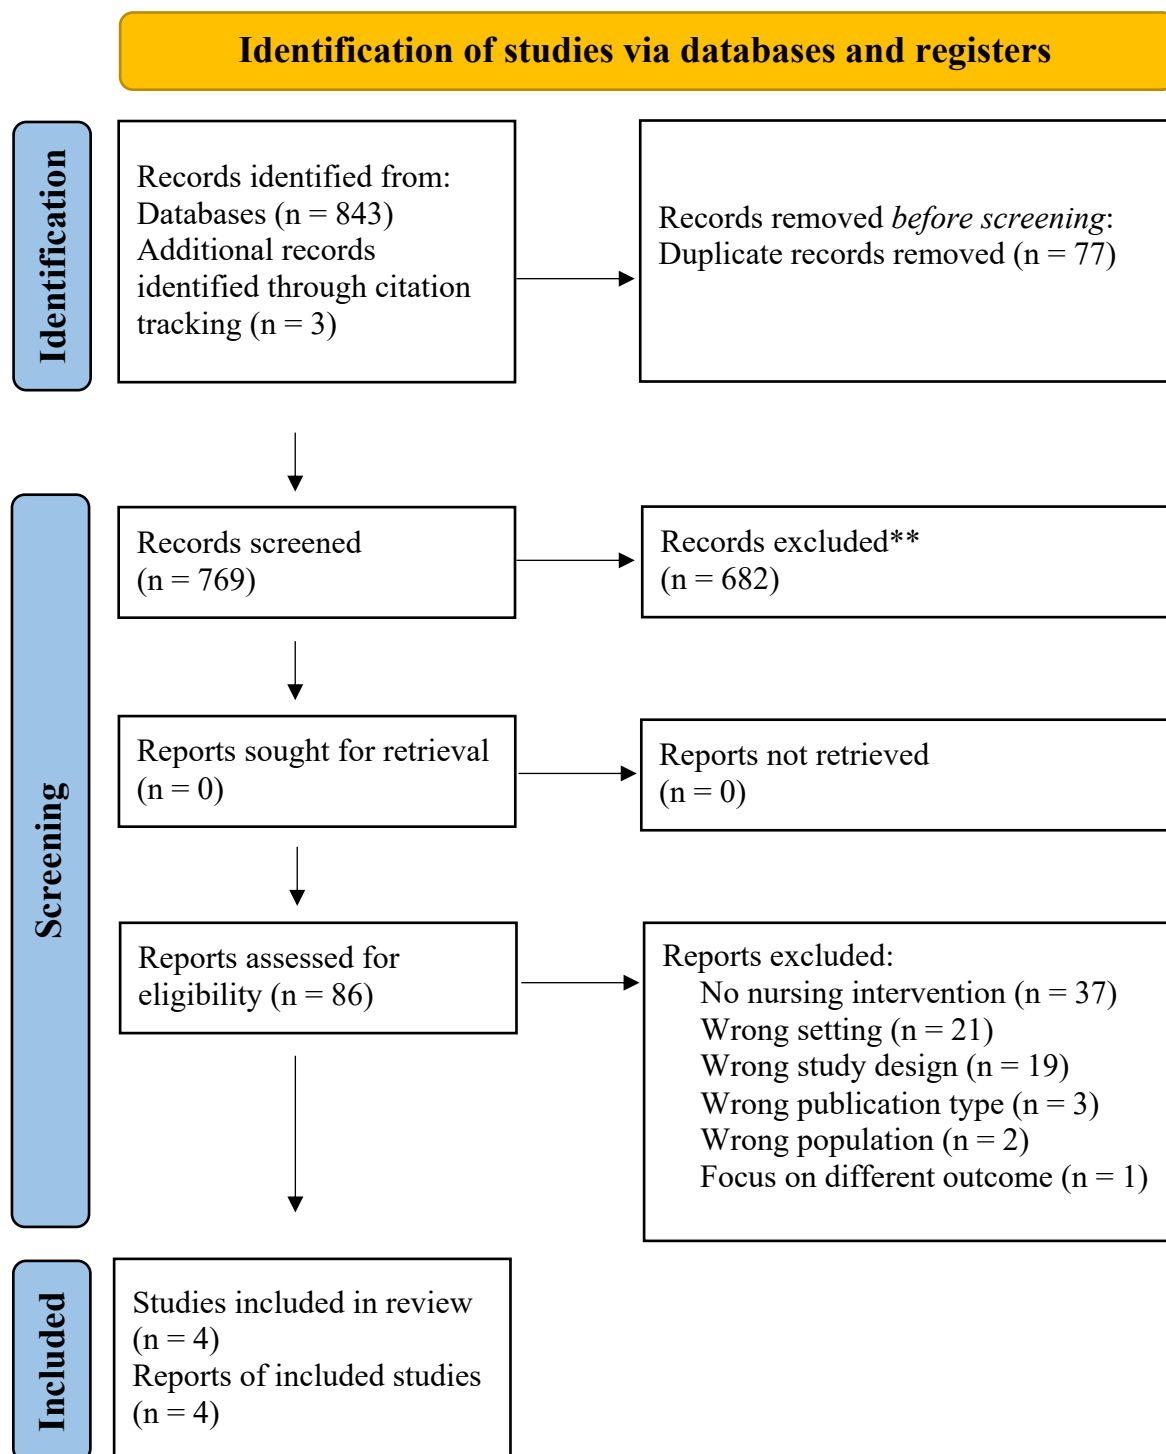 Identification of studies via databases and registers
Identification
Records identified from:
Databases (n = 843)
Additional records
identified through citation
tracking (n = 3)
Records removed before screening:
Duplicate records removed (n = 77)
Screening
Records screened
(n = 769)
Records excluded**
(n = 682)
Reports sought for retrieval
(n = 0)
Reports not retrieved
(n = 0)
Reports assessed for
eligibility (n = 86)
Reports excluded:
No nursing intervention (n = 37)
Wrong setting (n = 21)
Wrong study design (n = 19)
Wrong publication type (n = 3)
Wrong population (n = 2)
Focus on different outcome (n = 1)
Included
Studies included in review
(n = 4)
Reports of included studies
(n = 4)